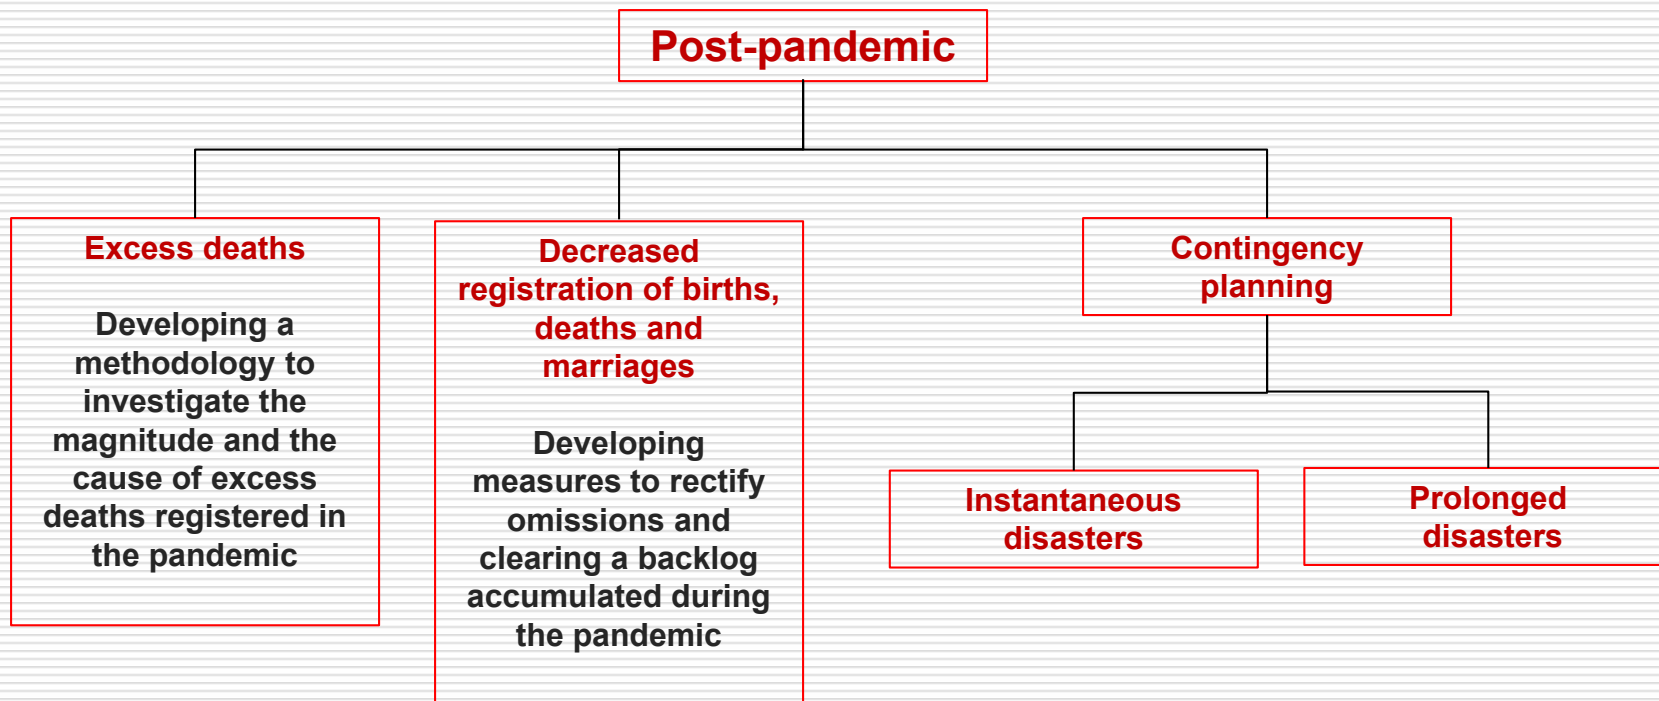 Post-pandemic
Excess deaths
Developing a
methodology to
investigate the
magnitude and the
cause of excess
deaths registered in
the pandemic
Decreased
registration of births,
deaths and
marriages
Developing
measures to rectify
omissions and
clearing a backlog
accumulated during
the pandemic
Contingency
planning
Instantaneous
disasters
Prolonged
disasters